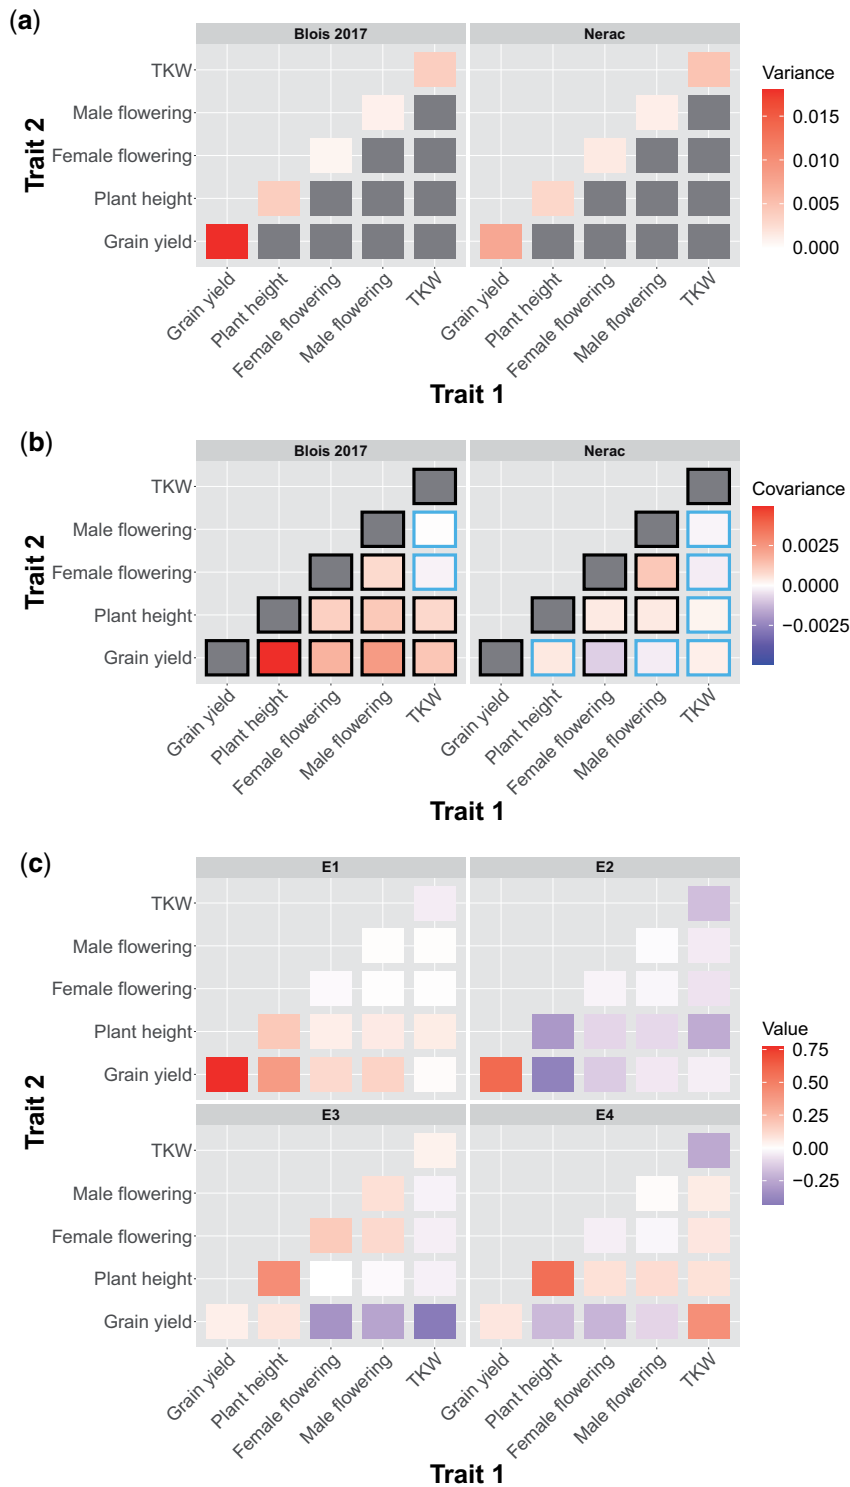 (a)
Blois 2017 Nerac
TKW
Male flowering
Female flowering
Plant height
Grain yield
Trait 2
Grain yield Plant height Female flowering Male flowering TKW
Grain yield Plant height Female flowering Male flowering TKW
Trait 1
Variance
0.015
0.010
0.005
0.000
(b)
Blois 2017 Nerac
TKW
Male flowering
Female flowering
Plant height
Grain yield
Trait 2
Grain yield Plant height Female flowering Male flowering TKW
Grain yield Plant height Female flowering Male flowering TKW
Trait 1
Covariance
0.0025
0.0000
−0.0025
(c)
E1 E2
TKW
Male flowering
Female flowering
Plant height
Grain yield
Trait 2
E3 E4
TKW
Male flowering
Female flowering
Plant height
Grain yield
Grain yield Plant height Female flowering Male flowering TKW
Grain yield Plant height Female flowering Male flowering TKW
Trait 1
Value
0.75
0.50
0.25
0.00
−0.25